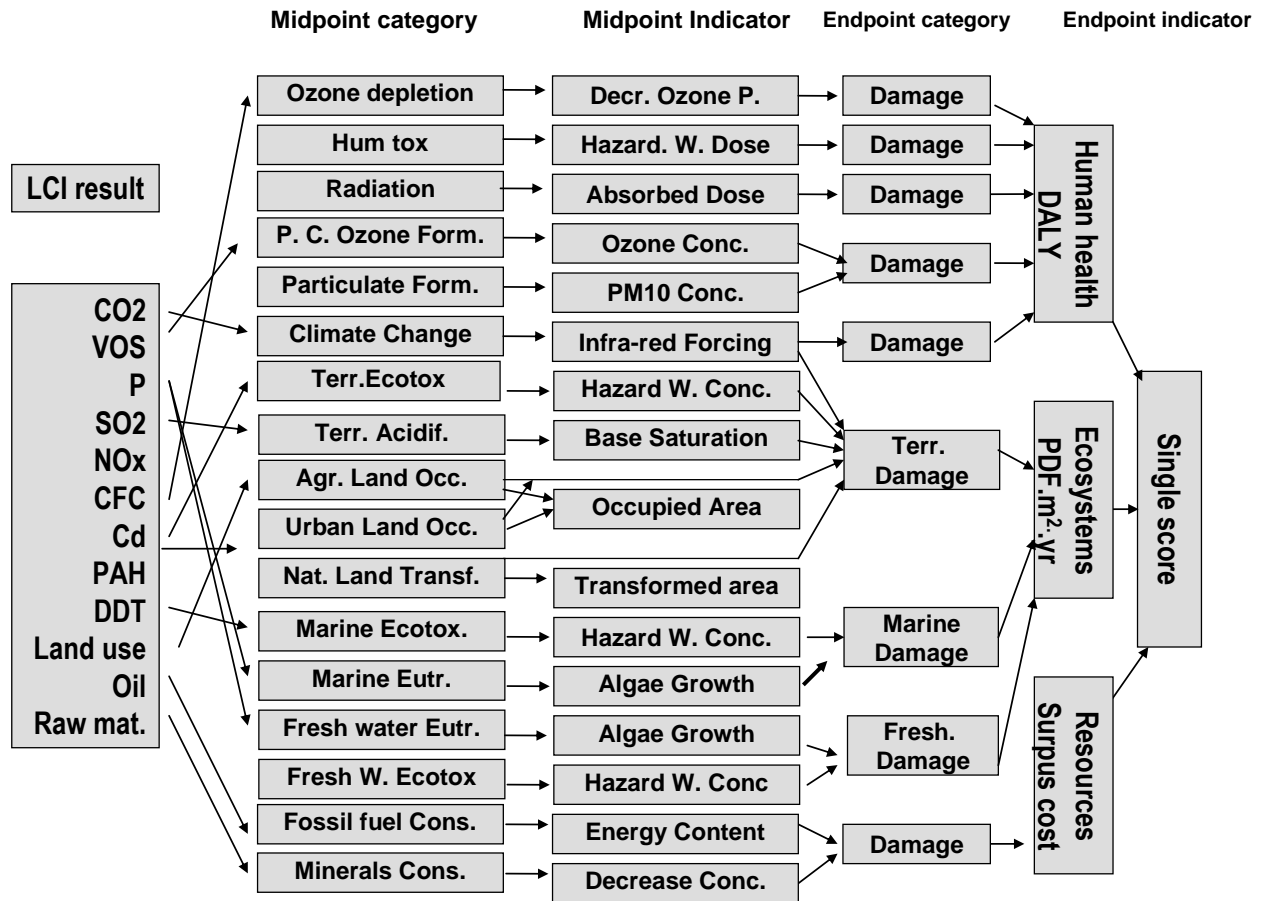 Midpoint category
Midpoint Indicator
Endpoint category
Endpoint indicator
LCI result
CO2
VOS
P
SO2
NOx
CFC
Cd
PAH
DDT
Land use
Oil
Raw mat.
Ozone depletion
Hum tox
Radiation
P. C. Ozone Form.
Particulate Form.
Climate Change
Terr.Ecotox
Terr. Acidif.
Agr. Land Occ.
Urban Land Occ.
Nat. Land Transf.
Marine Ecotox.
Marine Eutr.
Fresh water Eutr.
Fresh W. Ecotox
Fossil fuel Cons.
Minerals Cons.
Decr. Ozone P.
Hazard. W. Dose
Absorbed Dose
Ozone Conc.
PM10 Conc.
Infra-red Forcing
Hazard W. Conc.
Base Saturation
Occupied Area
Transformed area
Hazard W. Conc.
Algae Growth
Algae Growth
Hazard W. Conc
Energy Content
Decrease Conc.
Damage
Damage
Damage
Damage
Damage
Terr.
Damage
Marine
Damage
Fresh.
Damage
Damage
Human health
DALY
Ecosystems
PDF.m².yr
Resources
Surpus cost
Single score